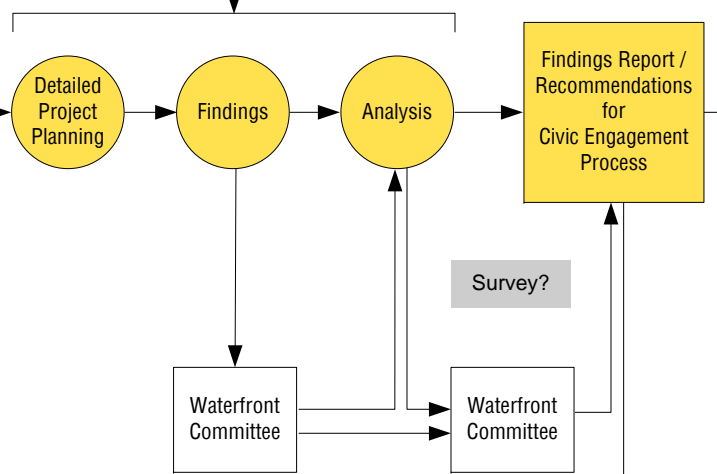 Detailed
Project
Planning
Findings
Analysis
Findings Report /
Recommendations
for
Civic Engagement
Process
Survey?
Waterfront
Committee
Waterfront
Committee